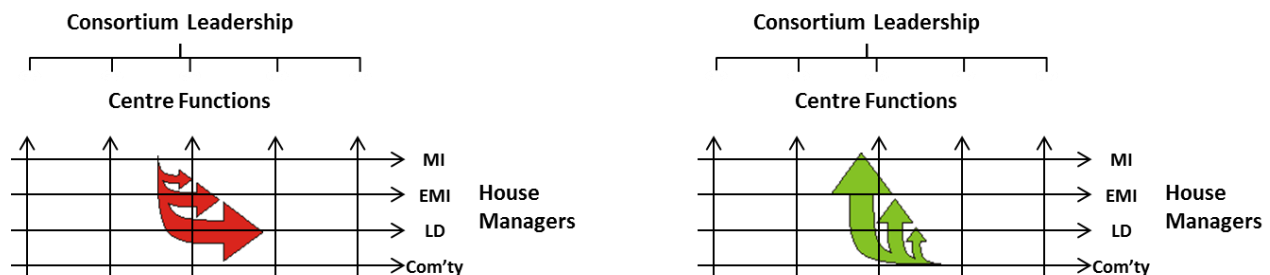 Consortium Leadership
Centre Functions
MI
EMI
House
Managers
LD
Com'ty
Consortium Leadership
Centre Functions
MI
EMI
House
Managers
LD
Com'ty